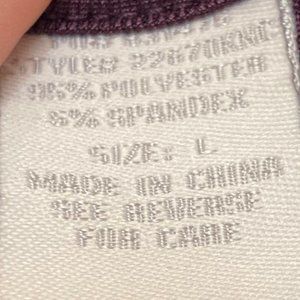 95% POLYESTER
5% SPANDEX
SIZE: L
MADE IN CHINA
SEE REVERSE
FOR CARE